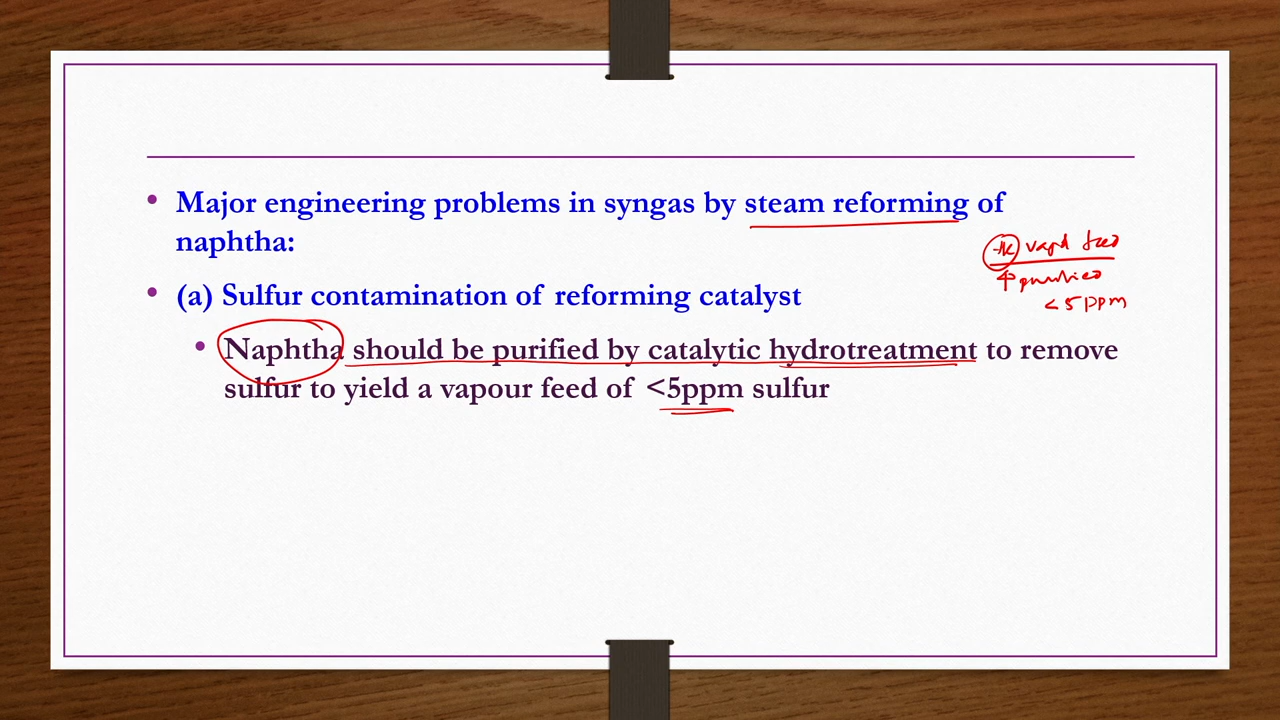 • Major engineering problems in syngas by steam reforming of
naphtha:
• (a) Sulfur contamination of reforming catalyst
• Naphtha should be purified by catalytic hydrotreatment to remove
sulfur to yield a vapour feed of <5ppm sulfur
feed
<5ppm